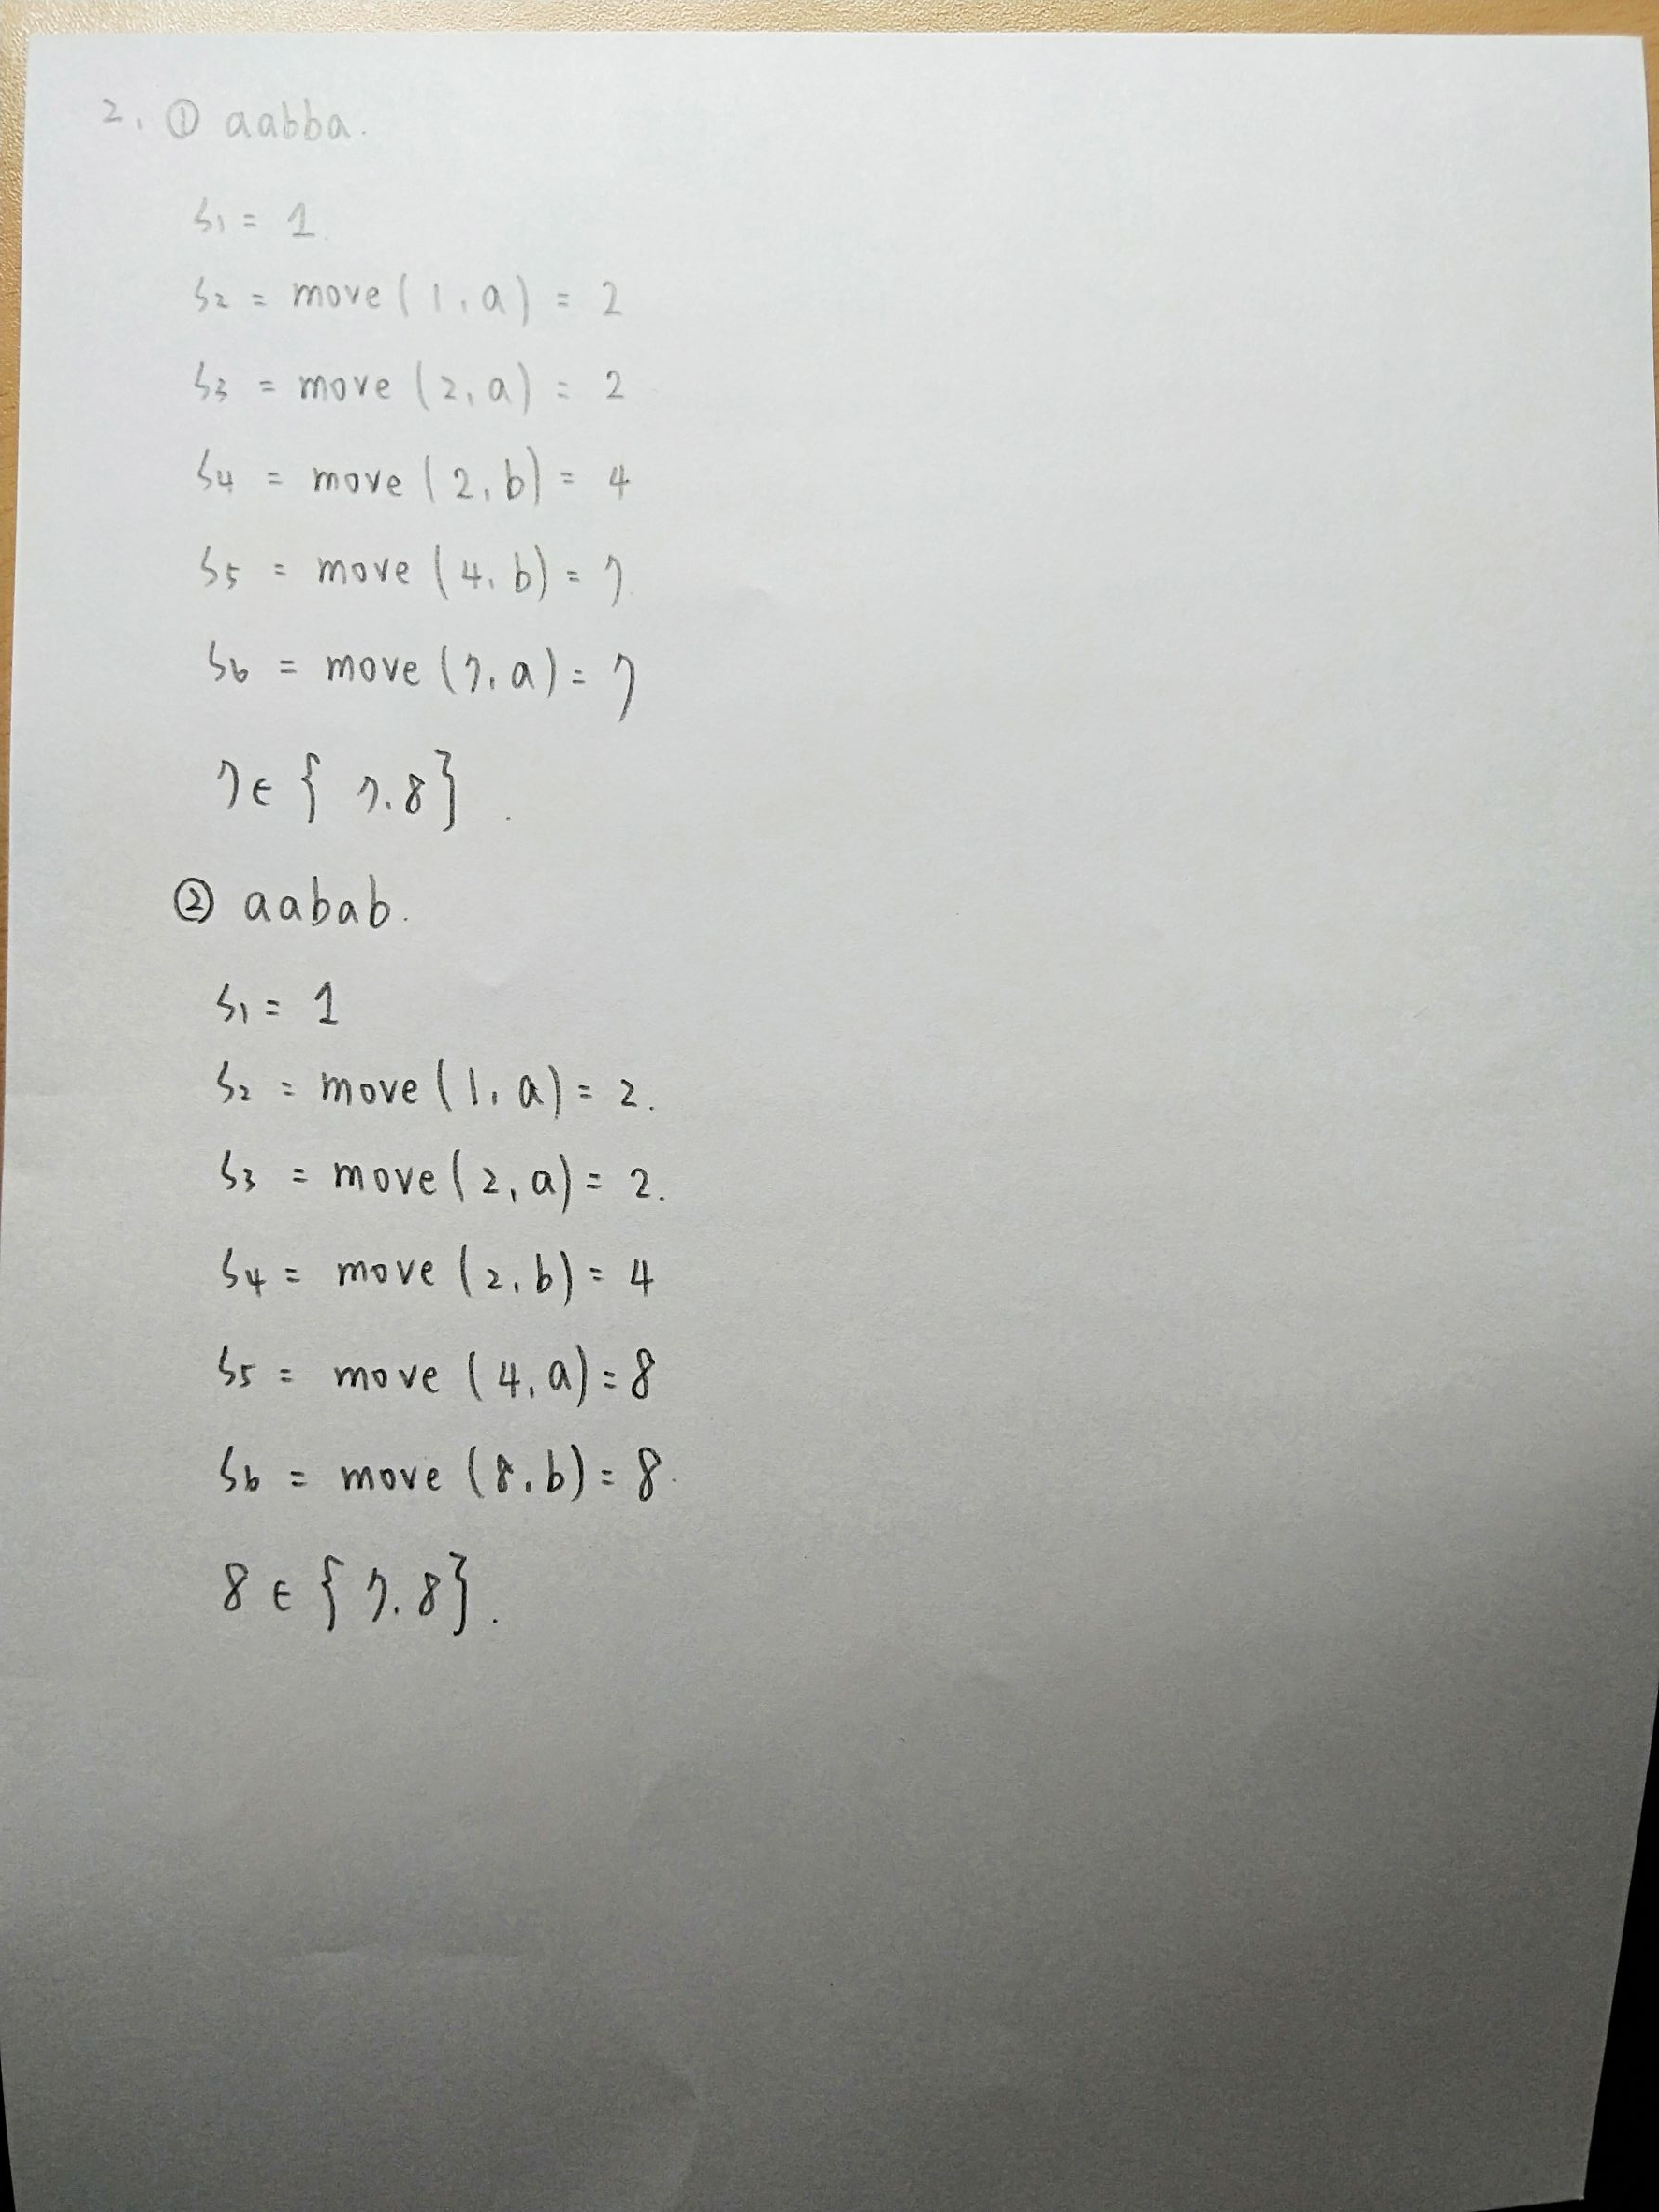 2. ① aabba.
S1 = 1.
S2 = move (1, a) = 2
S3 = move (2, a) = 2
S4 = move (2, b) = 4
S5 = move (4, b) = 7.
S6 = move (7, a) = 7
7 ∈ { 7.8} .
② aabab.
S1 = 1
S2 = move (1, a) = 2.
S3 = move (2, a) = 2.
S4 = move (2, b) = 4
S5 = move (4, a) = 8
S6 = move (8, b) = 8.
8 ∈ { 7.8} .